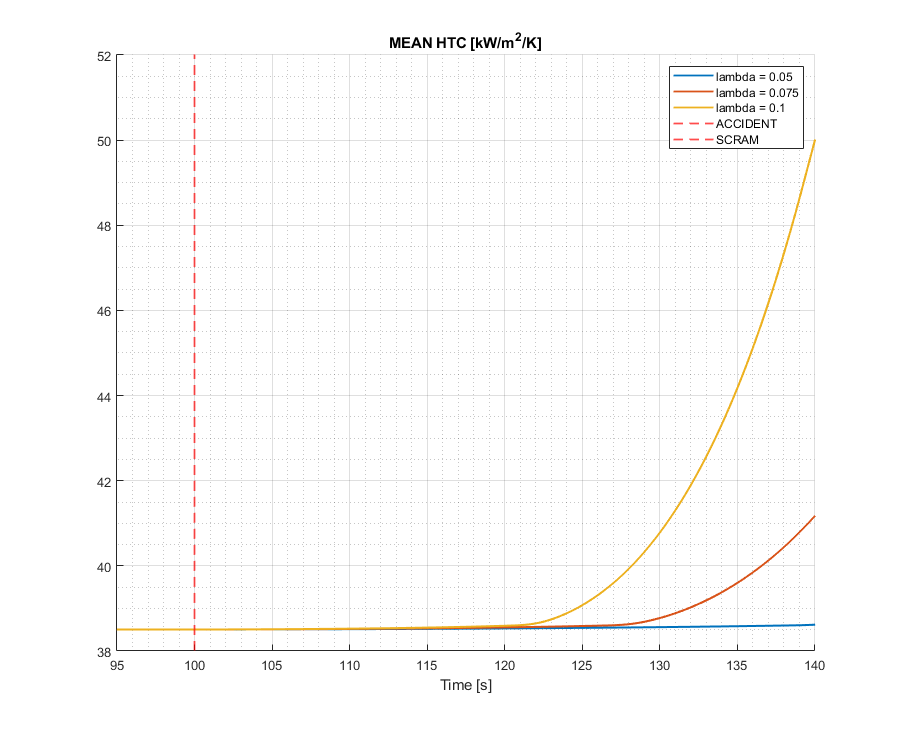 MEAN HTC [kW/m²/K]
52
50
48
46
44
42
40
38
lambda = 0.05
lambda = 0.075
lambda = 0.1
ACCIDENT
SCRAM
95
100
105
110
115
120
125
130
135
140
Time [s]